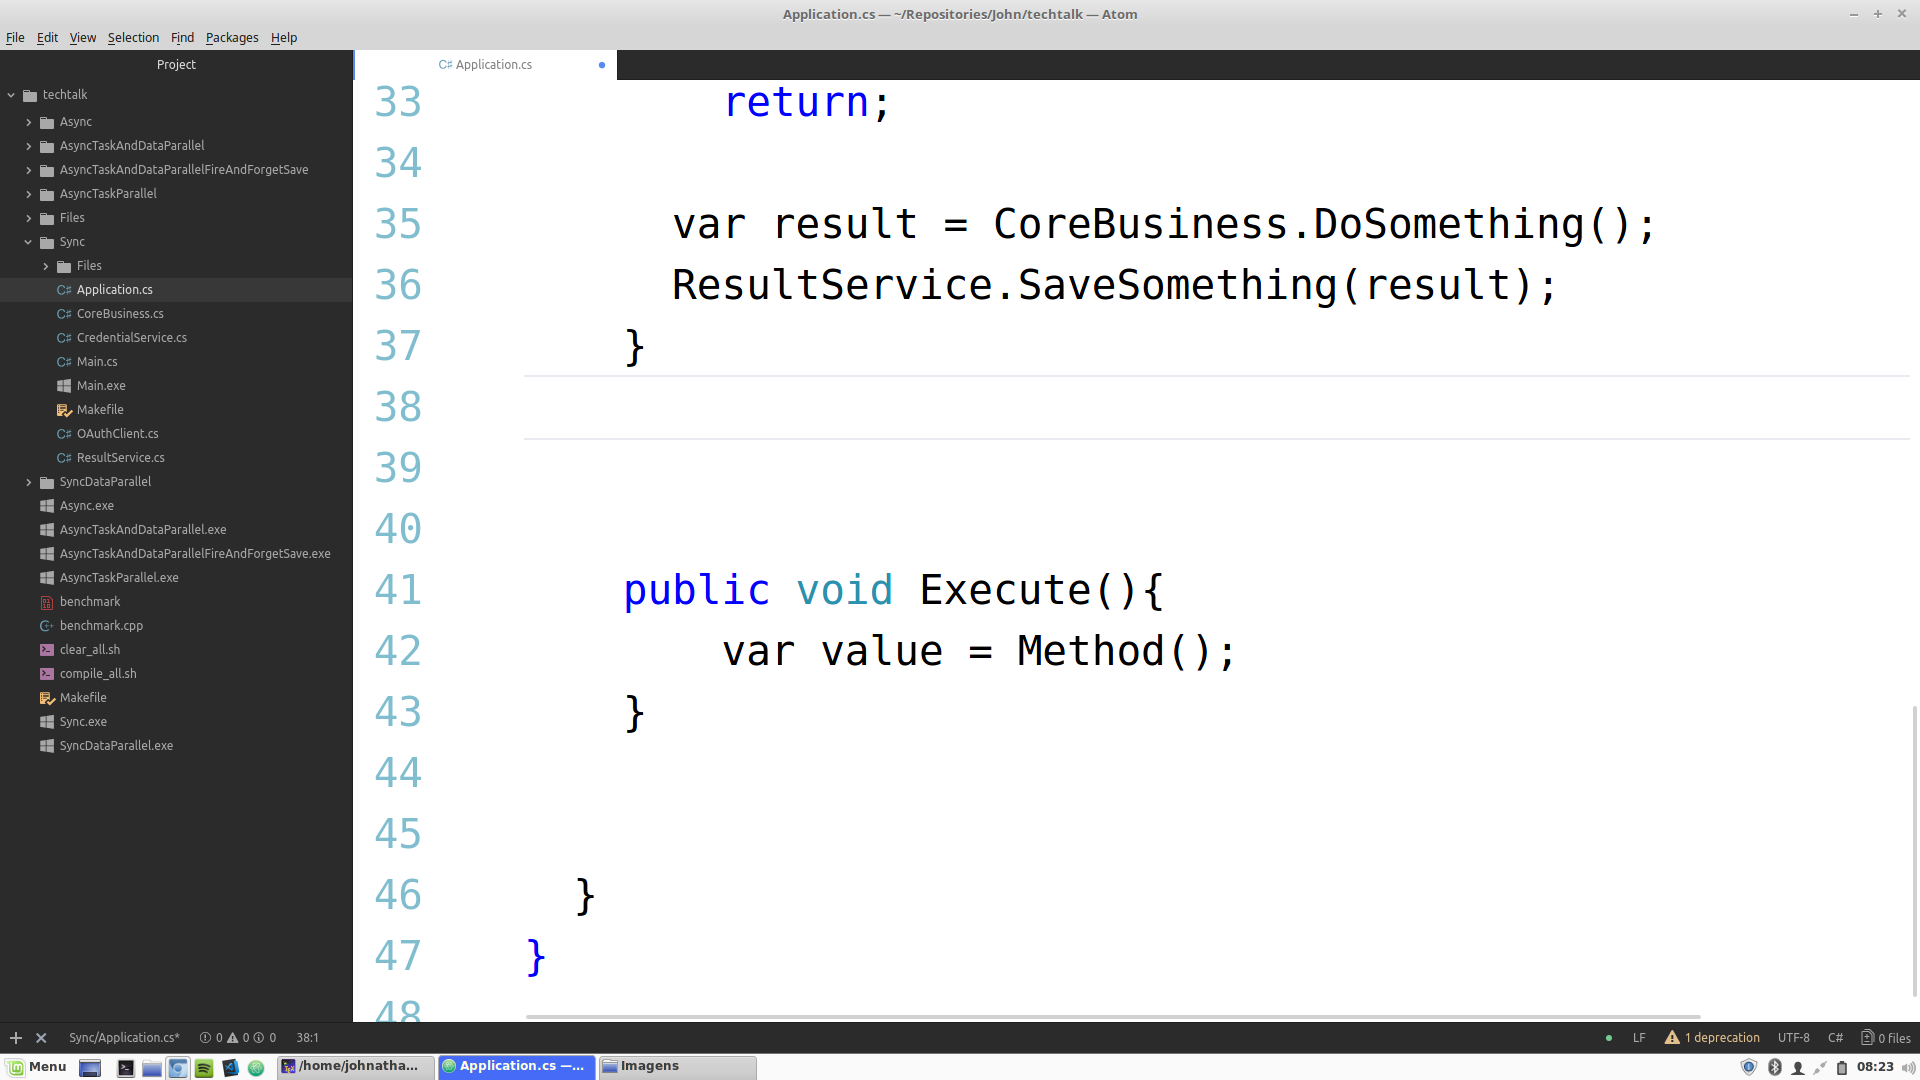 Application.cs — ~/Repositories/John/techtalk — Atom
File Edit View Selection Find Packages Help
Project
techtalk
Async
AsyncTaskAndDataParallel
AsyncTaskAndDataParallelFireAndForgetSave
AsyncTaskParallel
Files
Sync
Files
C# Application.cs
C# CoreBusiness.cs
C# CredentialService.cs
C# Main.cs
Main.exe
Makefile
C# OAuthClient.cs
C# ResultService.cs
SyncDataParallel
Async.exe
AsyncTaskAndDataParallel.exe
AsyncTaskAndDataParallelFireAndForgetSave.exe
AsyncTaskParallel.exe
benchmark
benchmark.cpp
clear_all.sh
compile_all.sh
Makefile
Sync.exe
SyncDataParallel.exe
C# Application.cs
33 return;
34
35 var result = CoreBusiness.DoSomething();
36 ResultService.SaveSomething(result);
37 }
38
39
40
41 public void Execute(){
42 var value = Method();
43 }
44
45
46 }
47 }
48
Sync/Application.cs* 0 0 0 38:1 LF 1 deprecation UTF-8 C# 0 files
Menu /home/johnatha... Application.cs —... Imagens 08:23